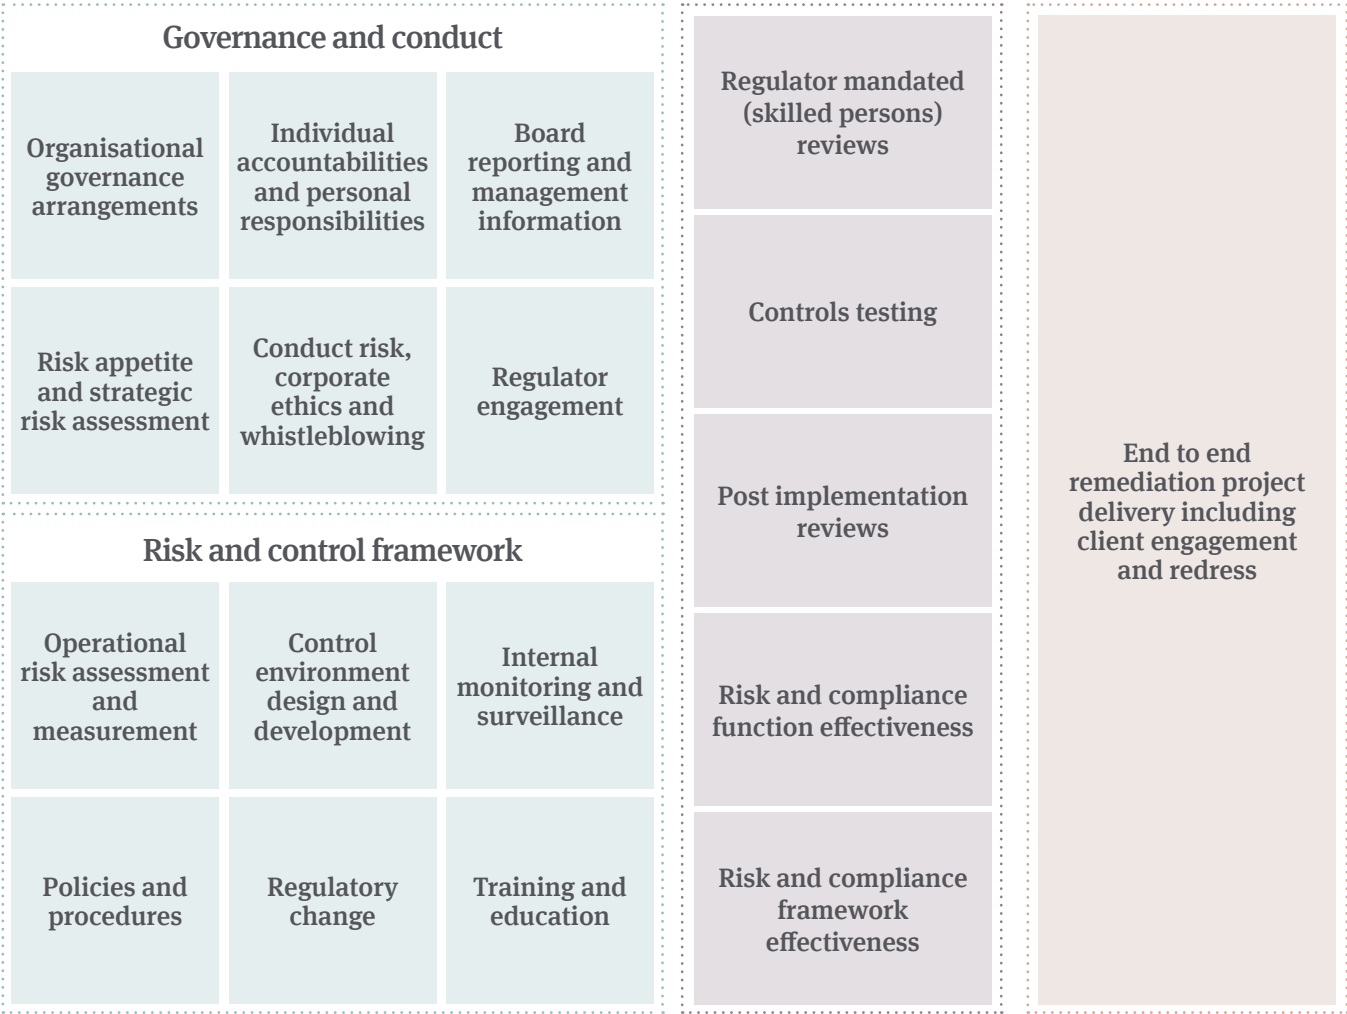 Governance and conduct
Organisational
governance
arrangements
Individual
accountabilities
and personal
responsibilities
Board
reporting and
management
information
Risk appetite
and strategic
risk assessment
Conduct risk,
corporate
ethics and
whistleblowing
Regulator
engagement
Risk and control framework
Operational
risk assessment
and
measurement
Control
environment
design and
development
Internal
monitoring and
surveillance
Policies and
procedures
Regulatory
change
Training and
education
Regulator mandated
(skilled persons)
reviews
Controls testing
Post implementation
reviews
Risk and compliance
function effectiveness
Risk and compliance
framework
effectiveness
End to end
remediation project
delivery including
client engagement
and redress